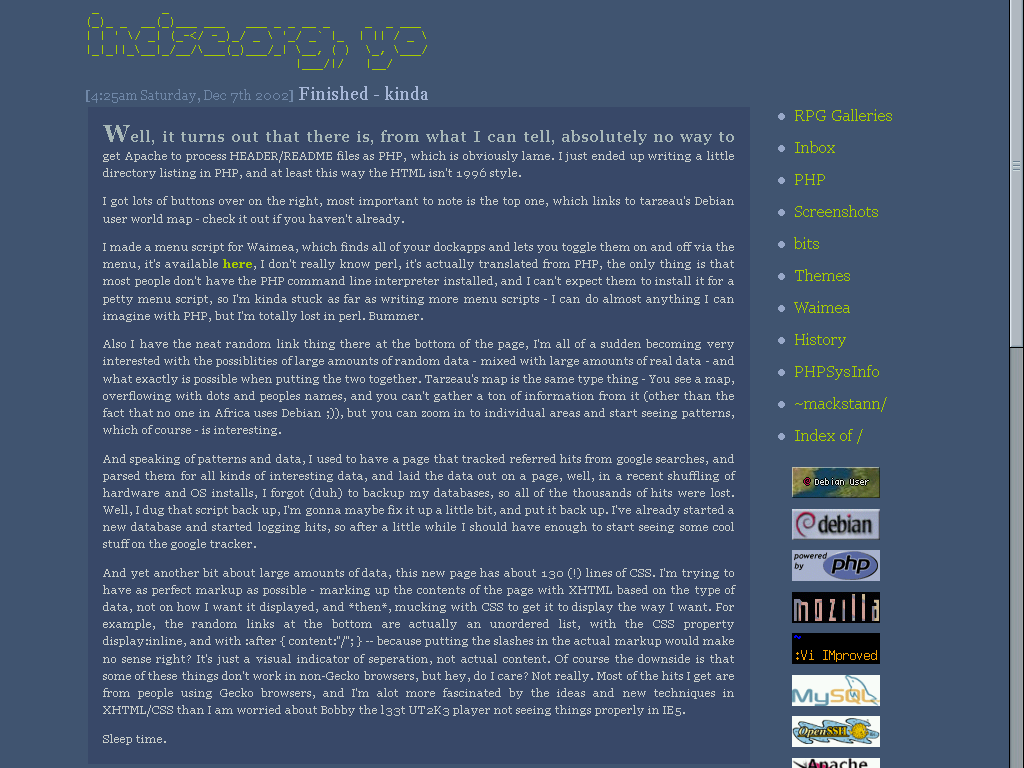 [4:25am Saturday, Dec 7th 2002] Finished - kinda
Well, it turns out that there is, from what I can tell, absolutely no way to
get Apache to process HEADER/README files as PHP, which is obviously lame. I just ended up writing a little
directory listing in PHP, and at least this way the HTML isn't 1996 style.
I got lots of buttons over on the right, most important to note is the top one, which links to tarzeau's Debian
user world map - check it out if you haven't already.
I made a menu script for Waimea, which finds all of your dockapps and lets you toggle them on and off via the
menu, it's available here, I don't really know perl, it's actually translated from PHP, the only thing is that
most people don't have the PHP command line interpreter installed, and I can't expect them to install it for a
petty menu script, so I'm kinda stuck as far as writing more menu scripts - I can do almost anything I can
imagine with PHP, but I'm totally lost in perl. Bummer.
Also I have the neat random link thing there at the bottom of the page, I'm all of a sudden becoming very
interested with the possiblities of large amounts of random data - mixed with large amounts of real data - and
what exactly is possible when putting the two together. Tarzeau's map is the same type thing - You see a map,
overflowing with dots and peoples names, and you can't gather a ton of information from it (other than the
fact that no one in Africa uses Debian ;)), but you can zoom in to individual areas and start seeing patterns,
which of course - is interesting.
And speaking of patterns and data, I used to have a page that tracked referred hits from google searches, and
parsed them for all kinds of interesting data, and laid the data out on a page, well, in a recent shuffling of
hardware and OS installs, I forgot (duh) to backup my databases, so all of the thousands of hits were lost.
Well, I dug that script back up, I'm gonna maybe fix it up a little bit, and put it back up. I've already started a
new database and started logging hits, so after a little while I should have enough to start seeing some cool
stuff on the google tracker.
And yet another bit about large amounts of data, this new page has about 130 (!) lines of CSS. I'm trying to
have as perfect markup as possible - marking up the contents of the page with XHTML based on the type of
data, not on how I want it displayed, and *then*, mucking with CSS to get it to display the way I want. For
example, the random links at the bottom are actually an unordered list, with the CSS property
display:inline, and with :after { content:"/"; } -- because putting the slashes in the actual markup would make
no sense right? It's just a visual indicator of seperation, not actual content. Of course the downside is that
some of these things don't work in non-Gecko browsers, but hey, do I care? Not really. Most of the hits I get are
from people using Gecko browsers, and I'm alot more fascinated by the ideas and new techniques in
XHTML/CSS than I am worried about Bobby the l33t UT2K3 player not seeing things properly in IE5.
Sleep time.
RPG Galleries
Inbox
PHP
Screenshots
bits
Themes
Waimea
History
PHPSysInfo
~mackstann/
Index of /
Debian User
debian
powered
by php
mozilla
:Vi IMproved
MySQL
OpenSSH
Apache